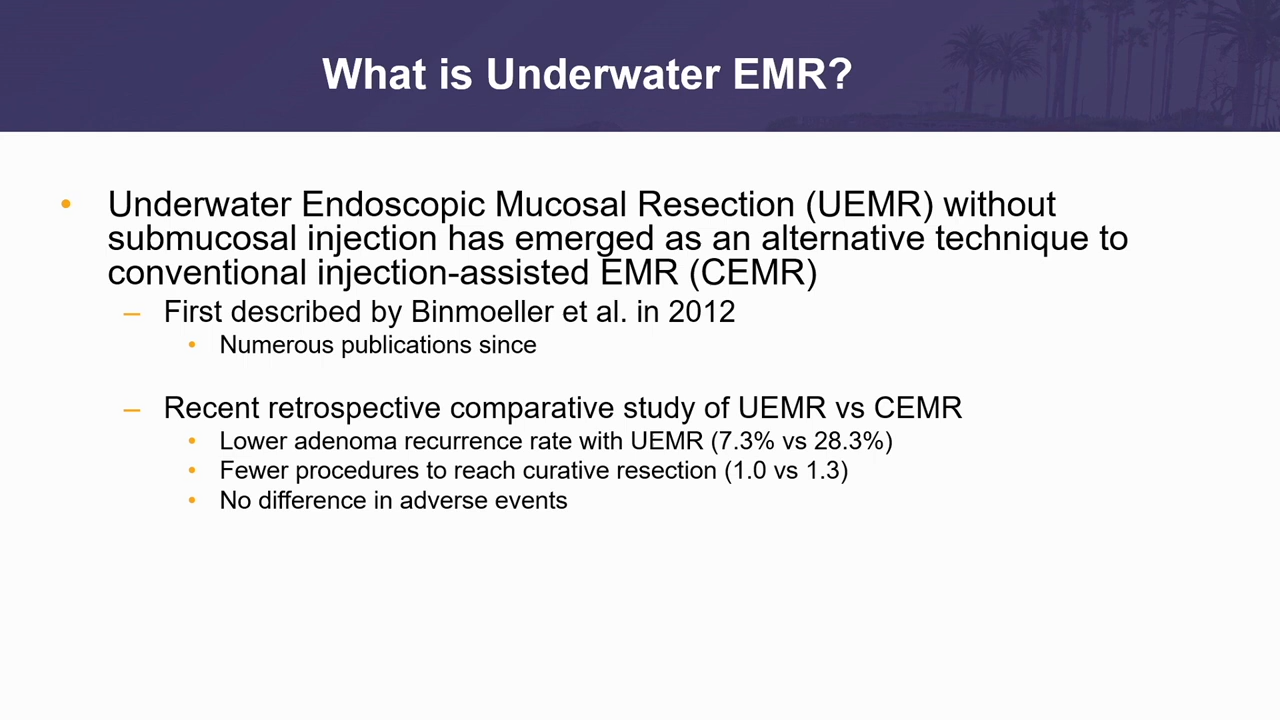 What is Underwater EMR?
• Underwater Endoscopic Mucosal Resection (UEMR) without
submucosal injection has emerged as an alternative technique to
conventional injection-assisted EMR (CEMR)
– First described by Binmoeller et al. in 2012
• Numerous publications since
– Recent retrospective comparative study of UEMR vs CEMR
• Lower adenoma recurrence rate with UEMR (7.3% vs 28.3%)
• Fewer procedures to reach curative resection (1.0 vs 1.3)
• No difference in adverse events